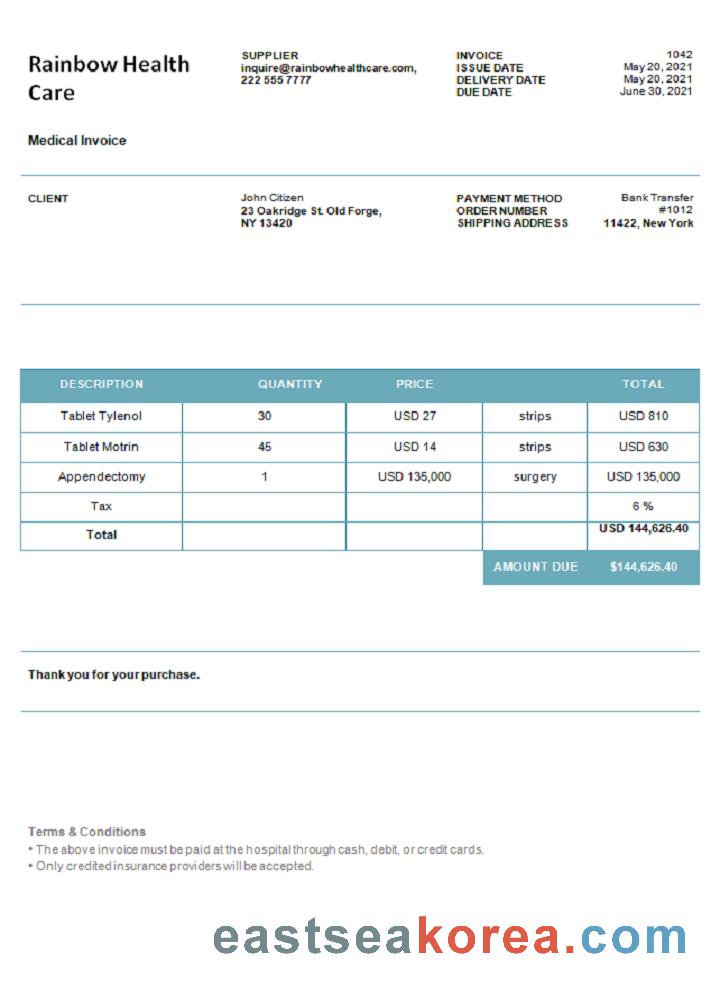 Rainbow Health
Care
SUPPLIER
inquire@rainbowhealthcare.com,
222 555 7777
INVOICE 1042
ISSUE DATE May 20, 2021
DELIVERY DATE May 20, 2021
DUE DATE June 30, 2021
Medical Invoice
CLIENT
John Citizen
23 Oakridge St. Old Forge,
NY 13420
PAYMENT METHOD Bank Transfer
ORDER NUMBER #1012
SHIPPING ADDRESS 11422, New York
DESCRIPTION QUANTITY PRICE TOTAL
Tablet Tylenol 30 USD 27 strips USD 810
Tablet Motrin 45 USD 14 strips USD 630
Appendectomy 1 USD 135,000 surgery USD 135,000
Tax 6 %
Total USD 144,626.40
AMOUNT DUE $144,626.40
Thank you for your purchase.
Terms & Conditions
• The above invoice must be paid at the hospital through cash, debit, or credit cards.
• Only credited insurance providers will be accepted.
eastseakorea.com